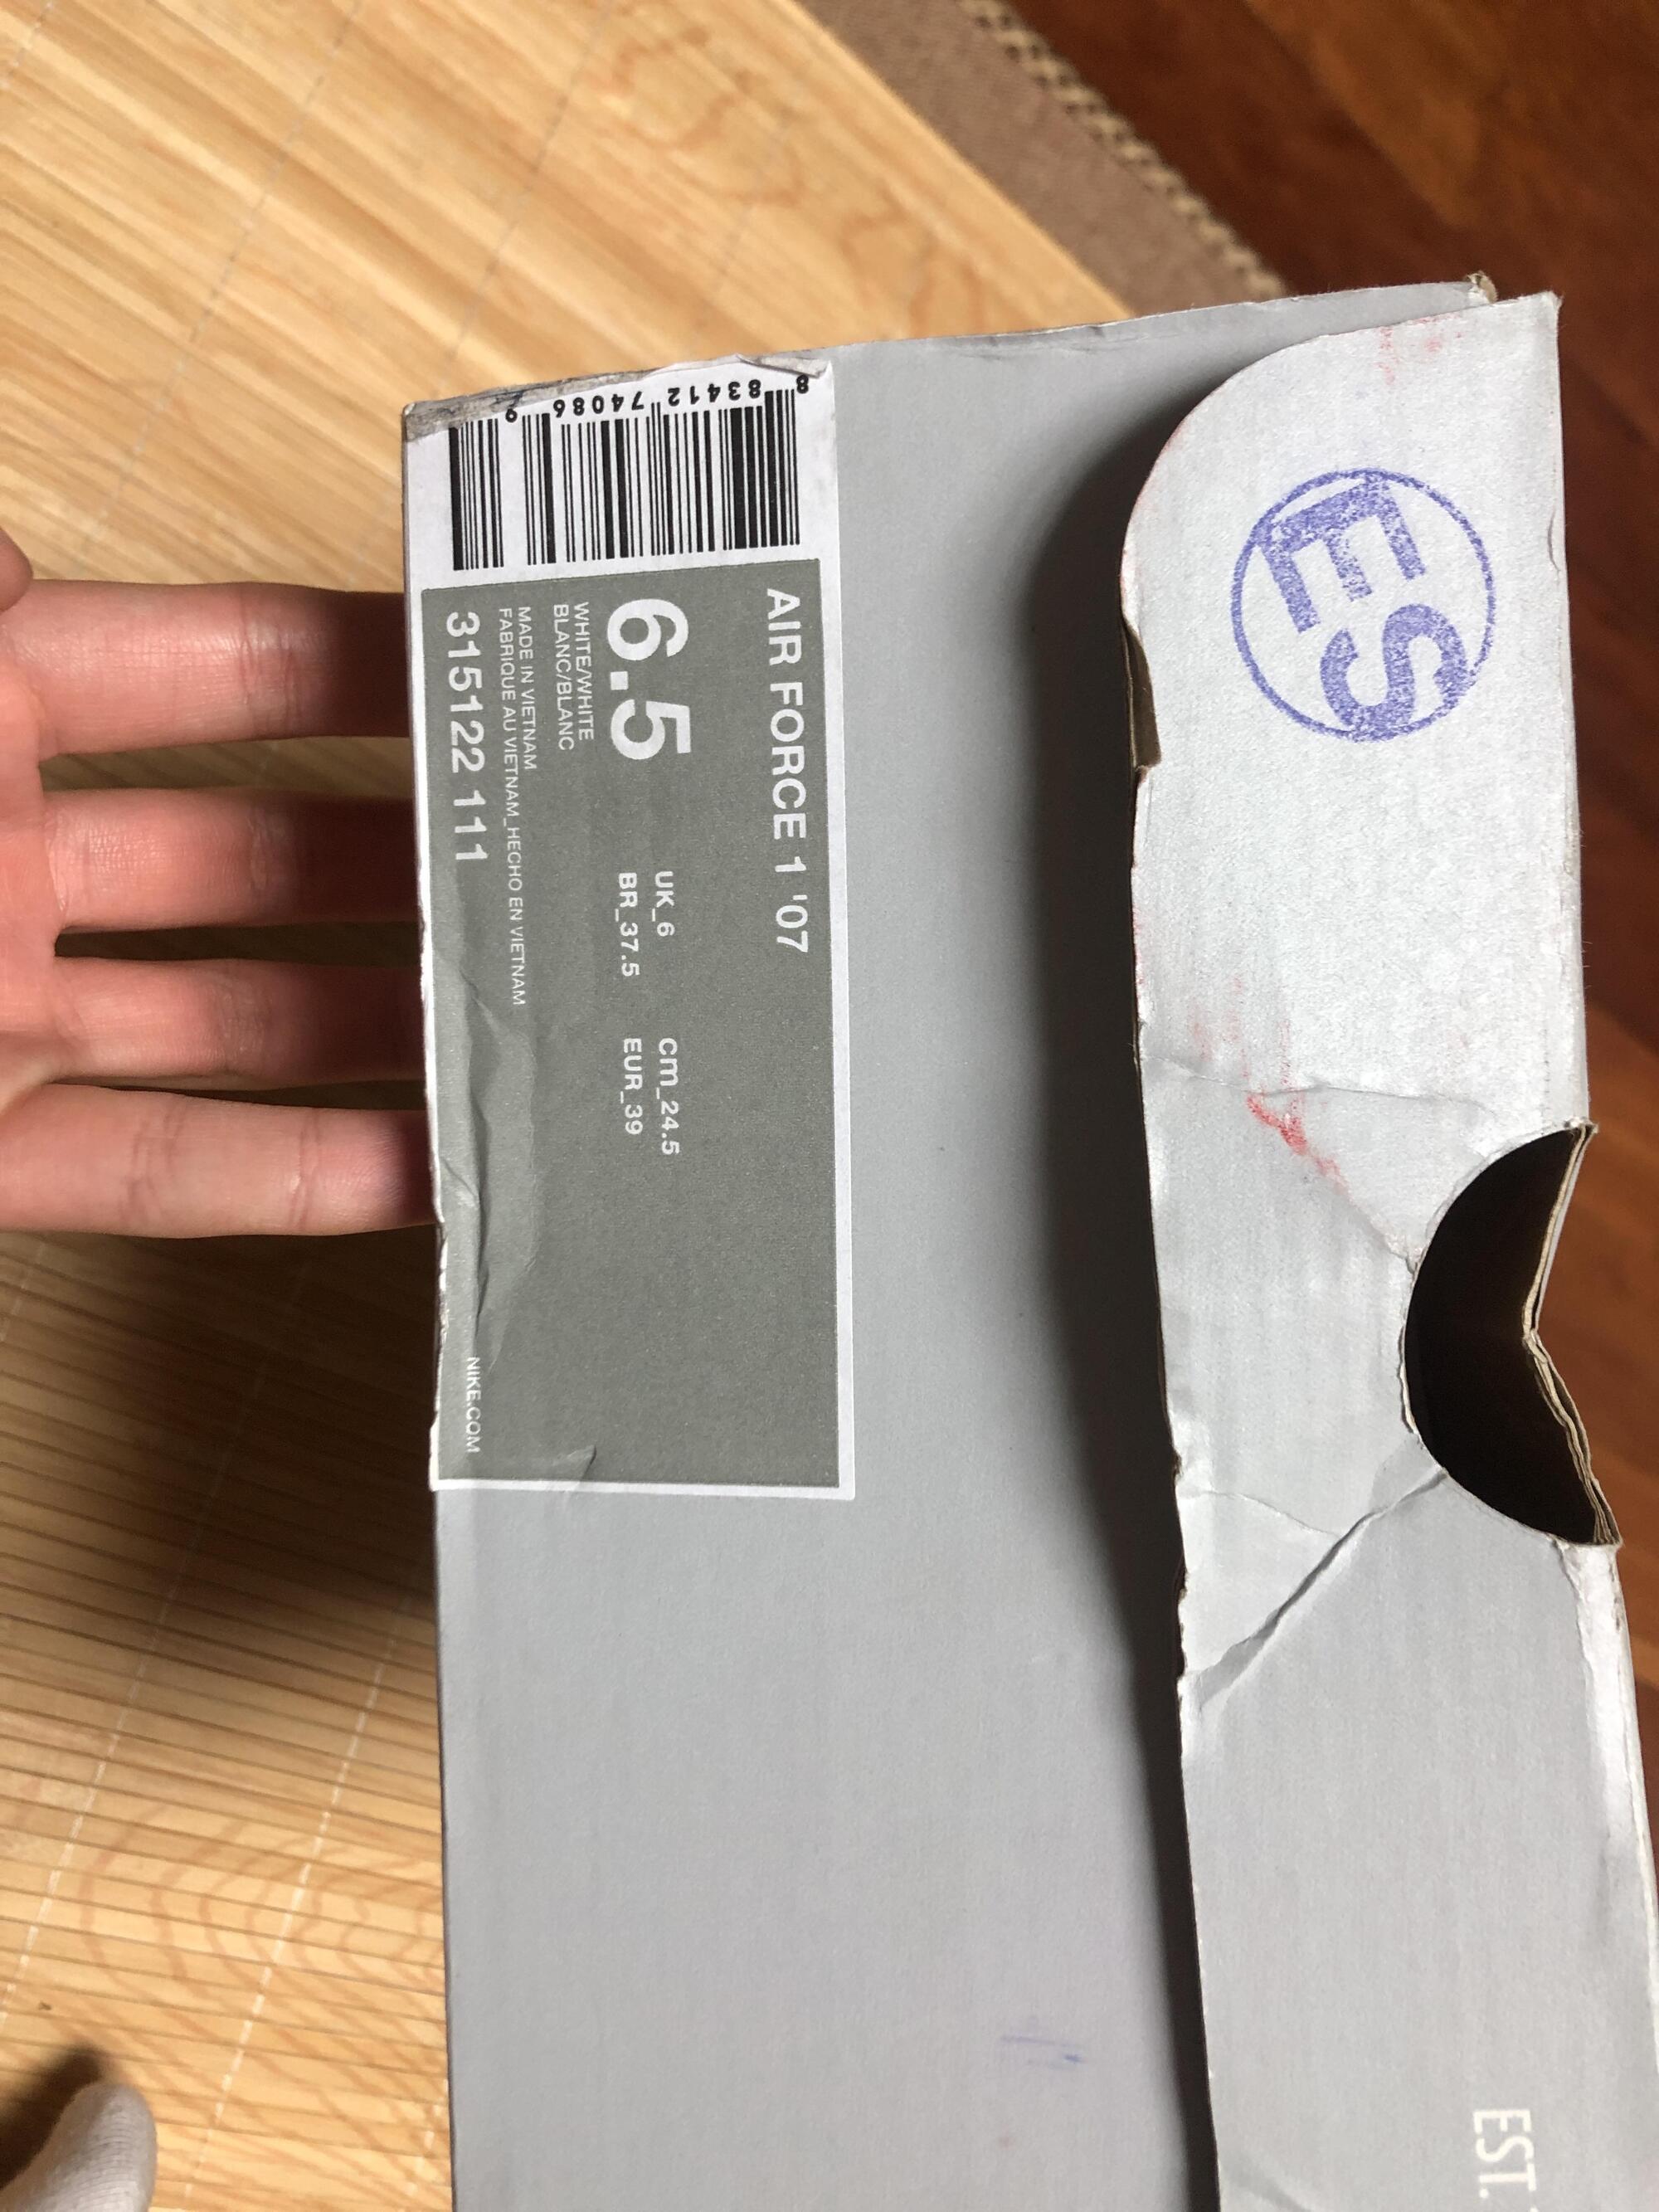 8 83412 74086 9
AIR FORCE 1 '07
6.5
UK_6
cm_24.5
BR_37.5
EUR_39
WHITE/WHITE
BLANC/BLANC
MADE IN VIETNAM
FABRIQUE AU VIETNAM_HECHO EN VIETNAM
315122 111
NIKE.COM
ES
EST.